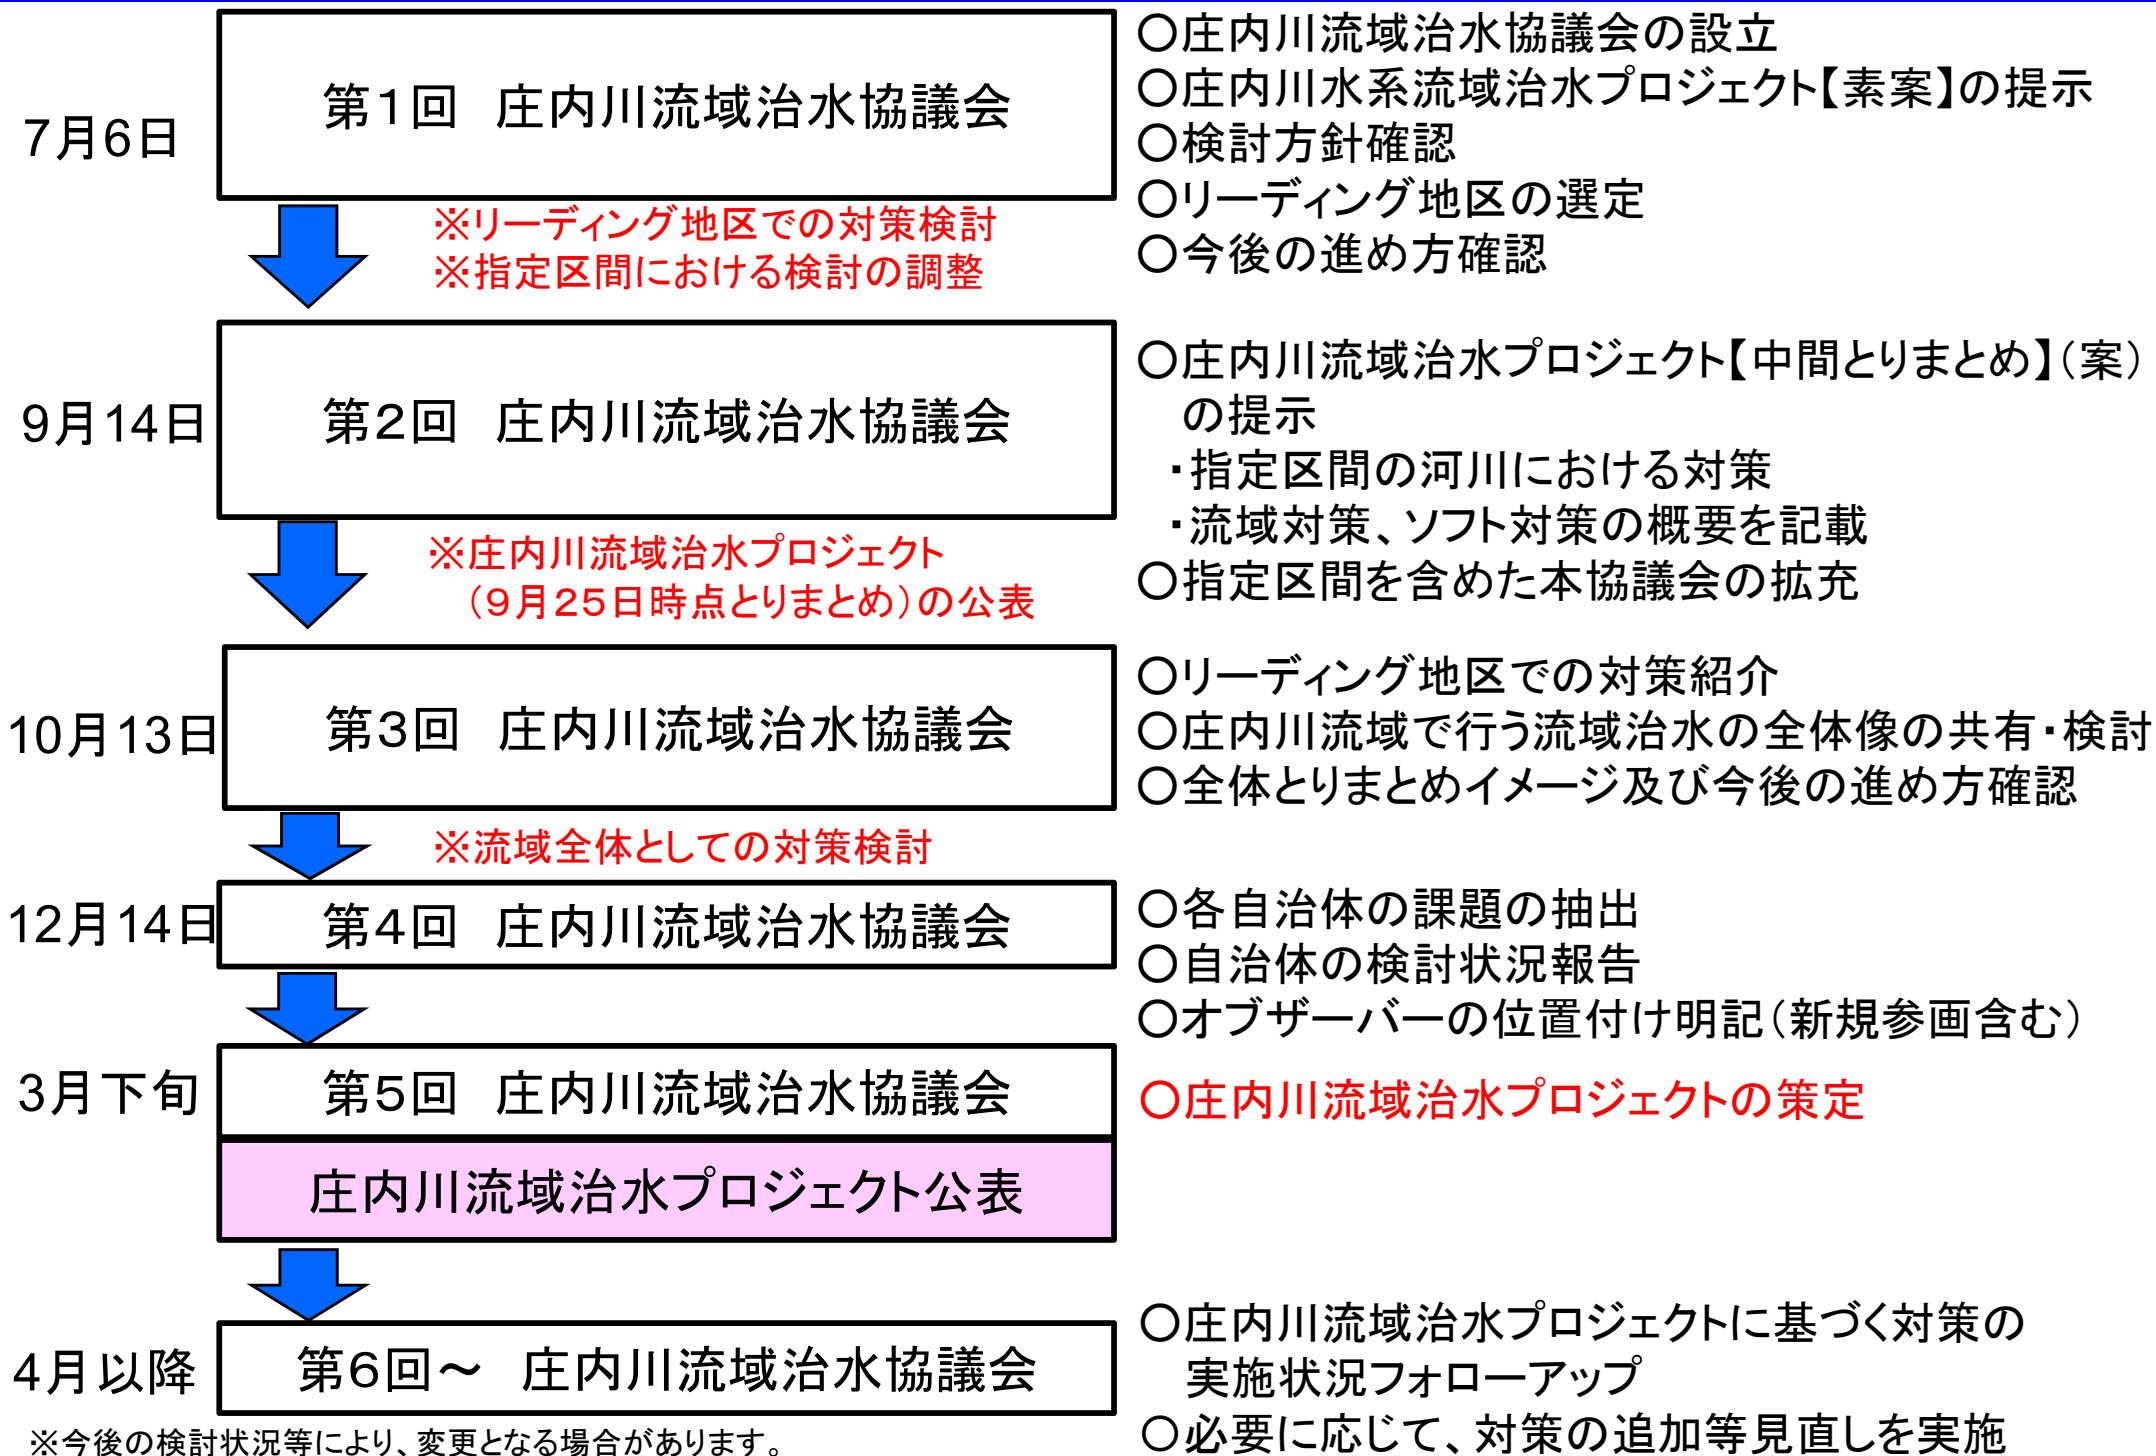 7月6日
第1回　庄内川流域治水協議会
○庄内川流域治水協議会の設立
○庄内川水系流域治水プロジェクト【素案】の提示
○検討方針確認
○リーディング地区の選定
○今後の進め方確認
※リーディング地区での対策検討
※指定区間における検討の調整
9月14日
第2回　庄内川流域治水協議会
○庄内川流域治水プロジェクト【中間とりまとめ】（案）
の提示
・指定区間の河川における対策
・流域対策、ソフト対策の概要を記載
○指定区間を含めた本協議会の拡充
※庄内川流域治水プロジェクト
（9月25日時点とりまとめ）の公表
10月13日
第3回　庄内川流域治水協議会
○リーディング地区での対策紹介
○庄内川流域で行う流域治水の全体像の共有・検討
○全体とりまとめイメージ及び今後の進め方確認
※流域全体としての対策検討
12月14日
第4回　庄内川流域治水協議会
○各自治体の課題の抽出
○自治体の検討状況報告
○オブザーバーの位置付け明記（新規参画含む）
3月下旬
第5回　庄内川流域治水協議会
○庄内川流域治水プロジェクトの策定
庄内川流域治水プロジェクト公表
4月以降
第6回～　庄内川流域治水協議会
○庄内川流域治水プロジェクトに基づく対策の
実施状況フォローアップ
○必要に応じて、対策の追加等見直しを実施
※今後の検討状況等により、変更となる場合があります。